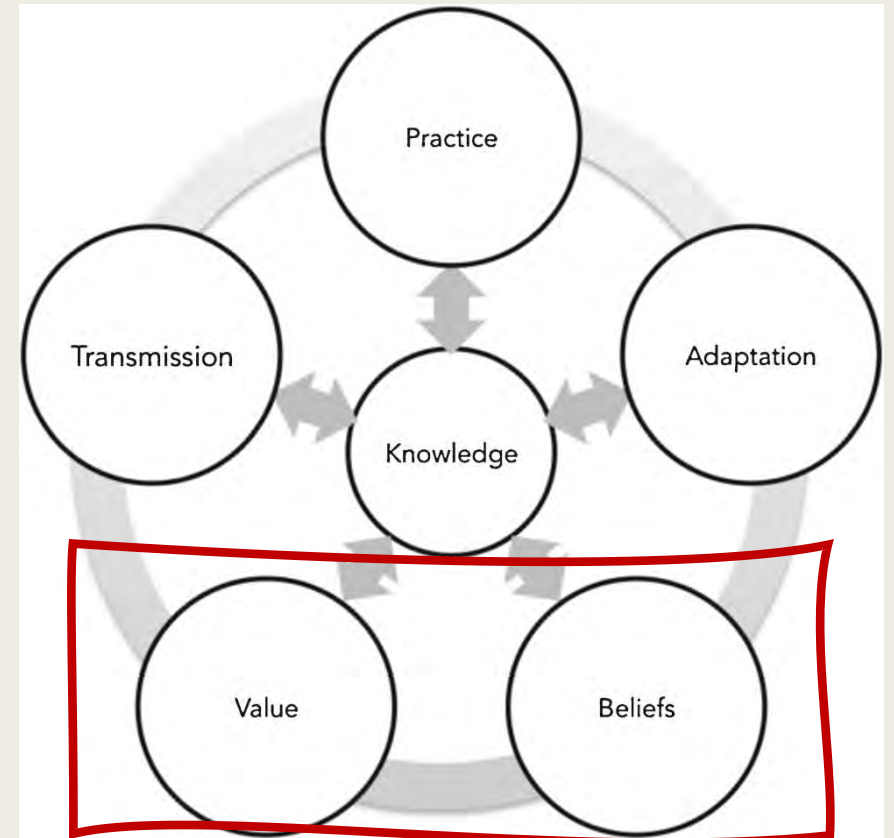 Practice
Transmission
Adaptation
Knowledge
Value
Beliefs